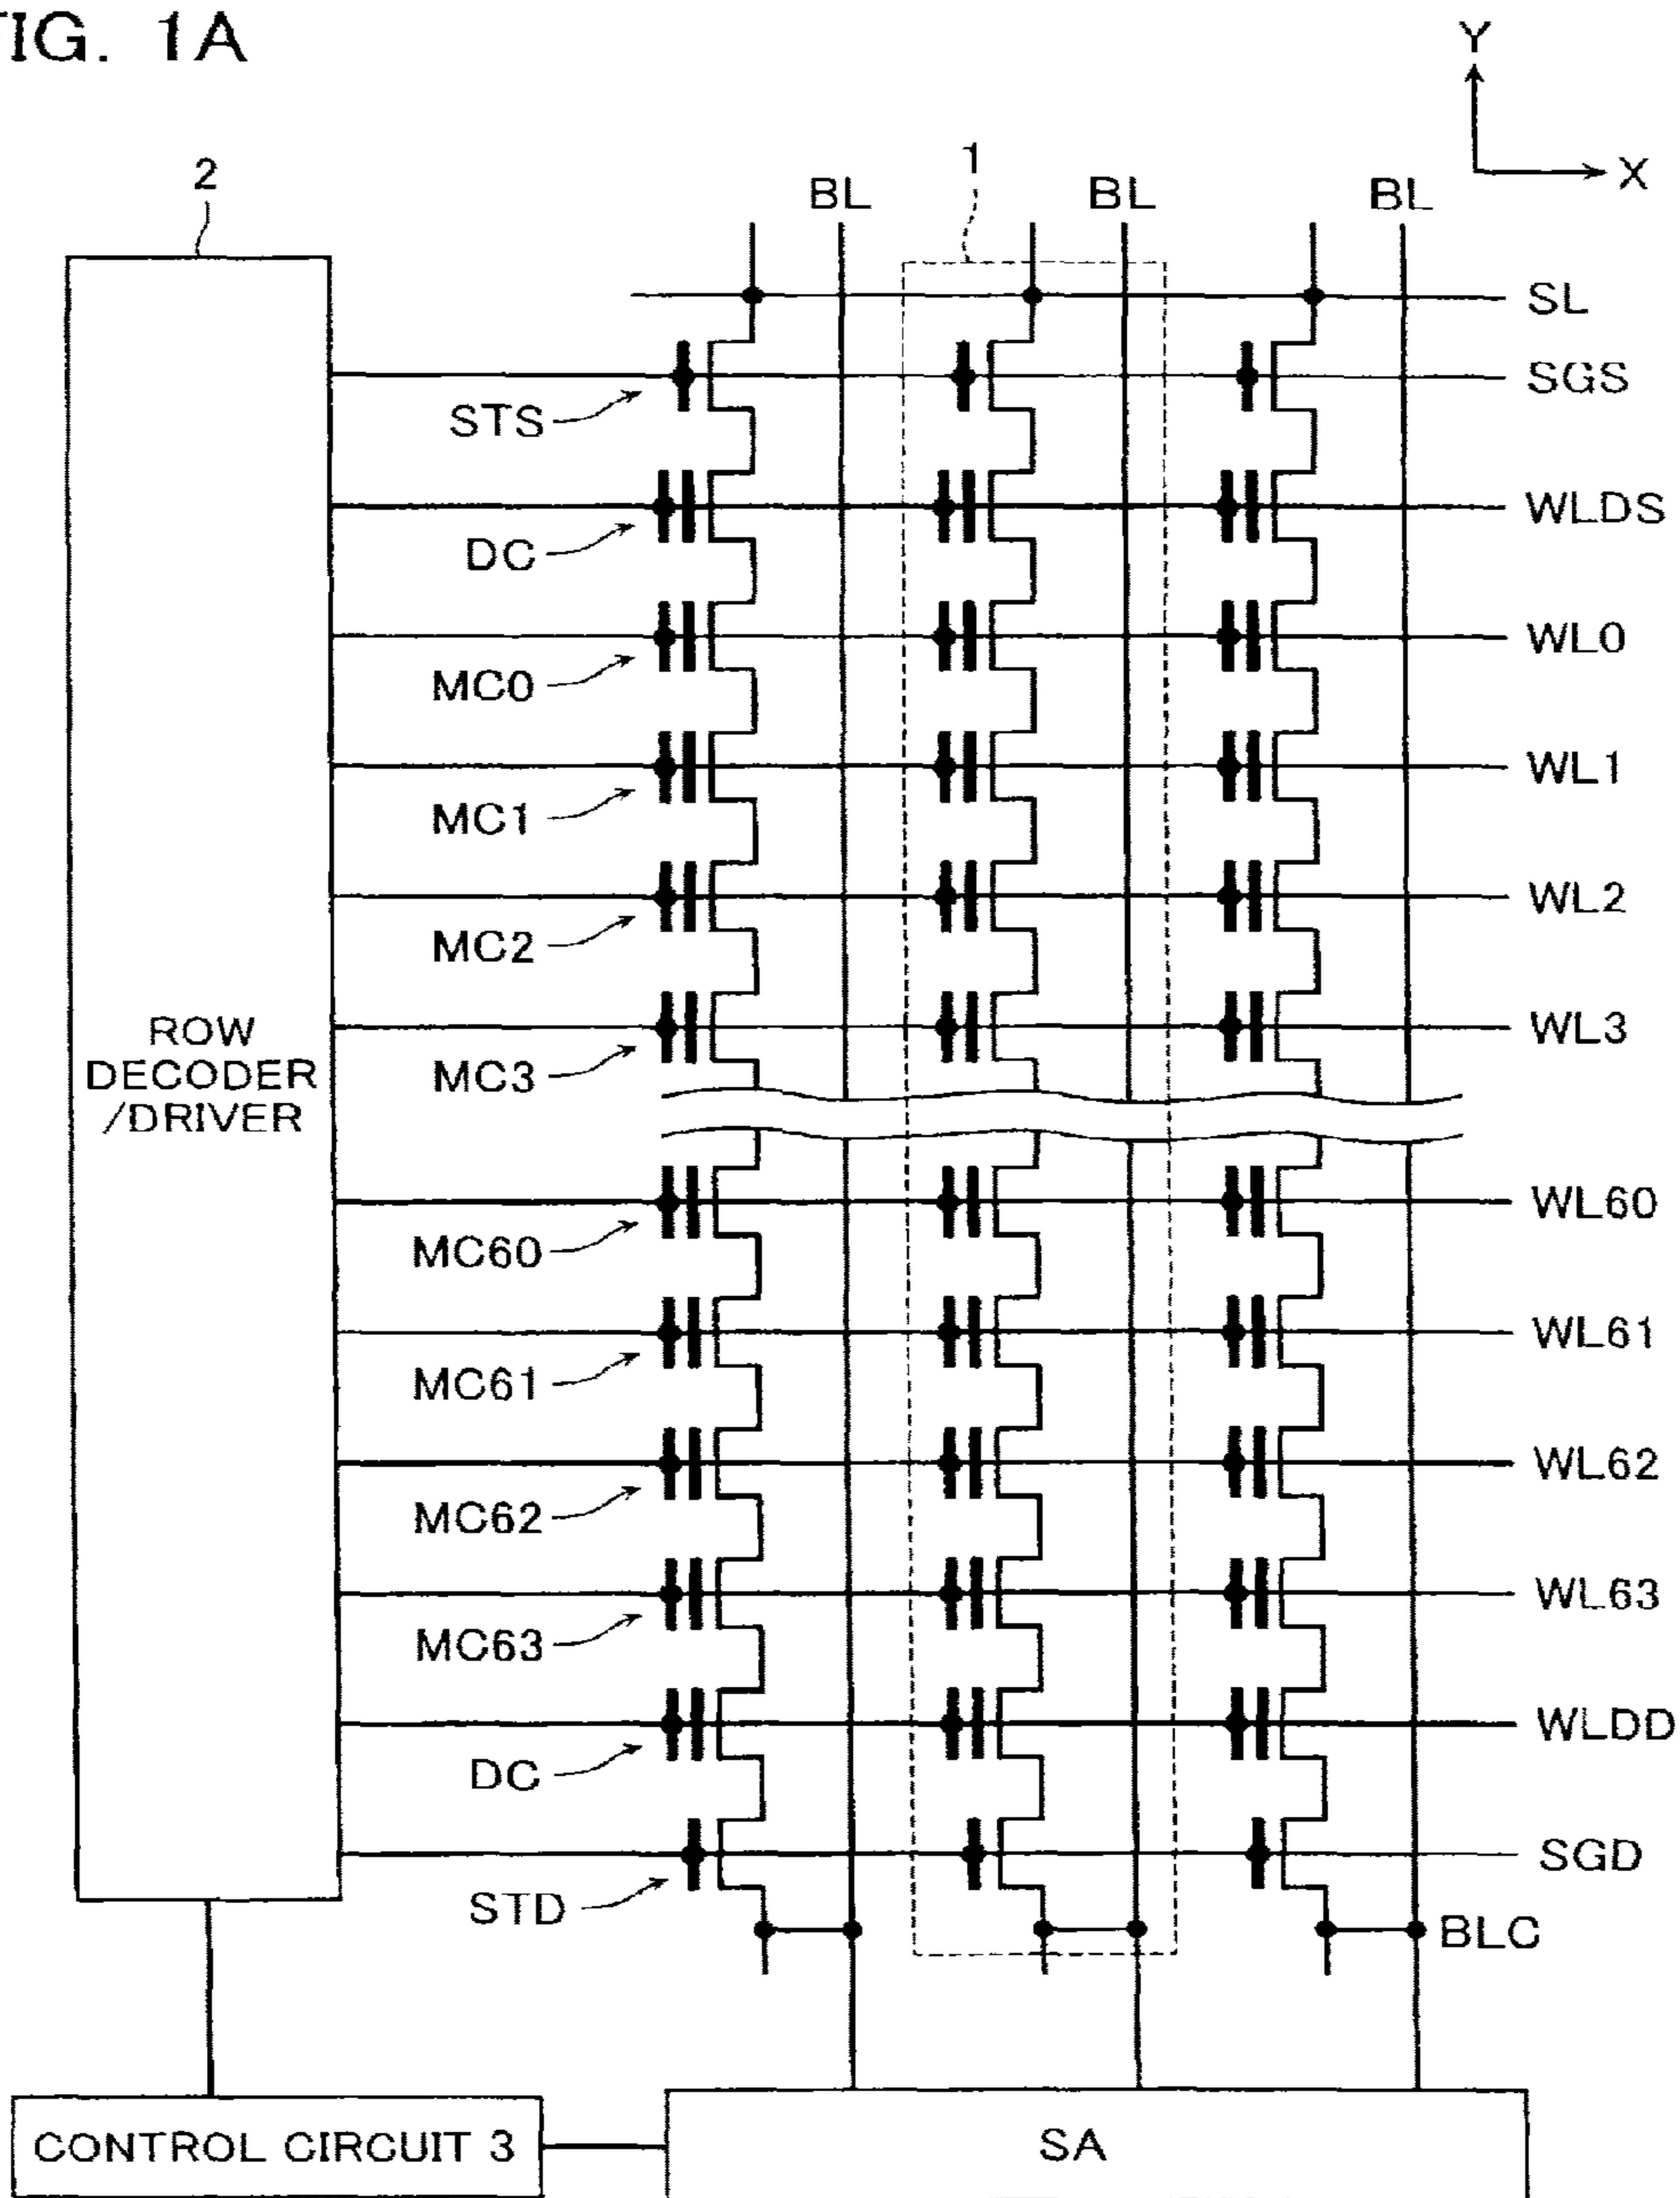 FIG. 1A
Y
X
2
1
BL
BL
BL
SL
SGS
STS
WLDS
DC
WL0
MC0
WL1
MC1
WL2
MC2
WL3
MC3
ROW
DECODER
/DRIVER
WL60
MC60
WL61
MC61
WL62
MC62
WL63
MC63
WLDD
DC
SGD
STD
BLC
CONTROL CIRCUIT 3
SA